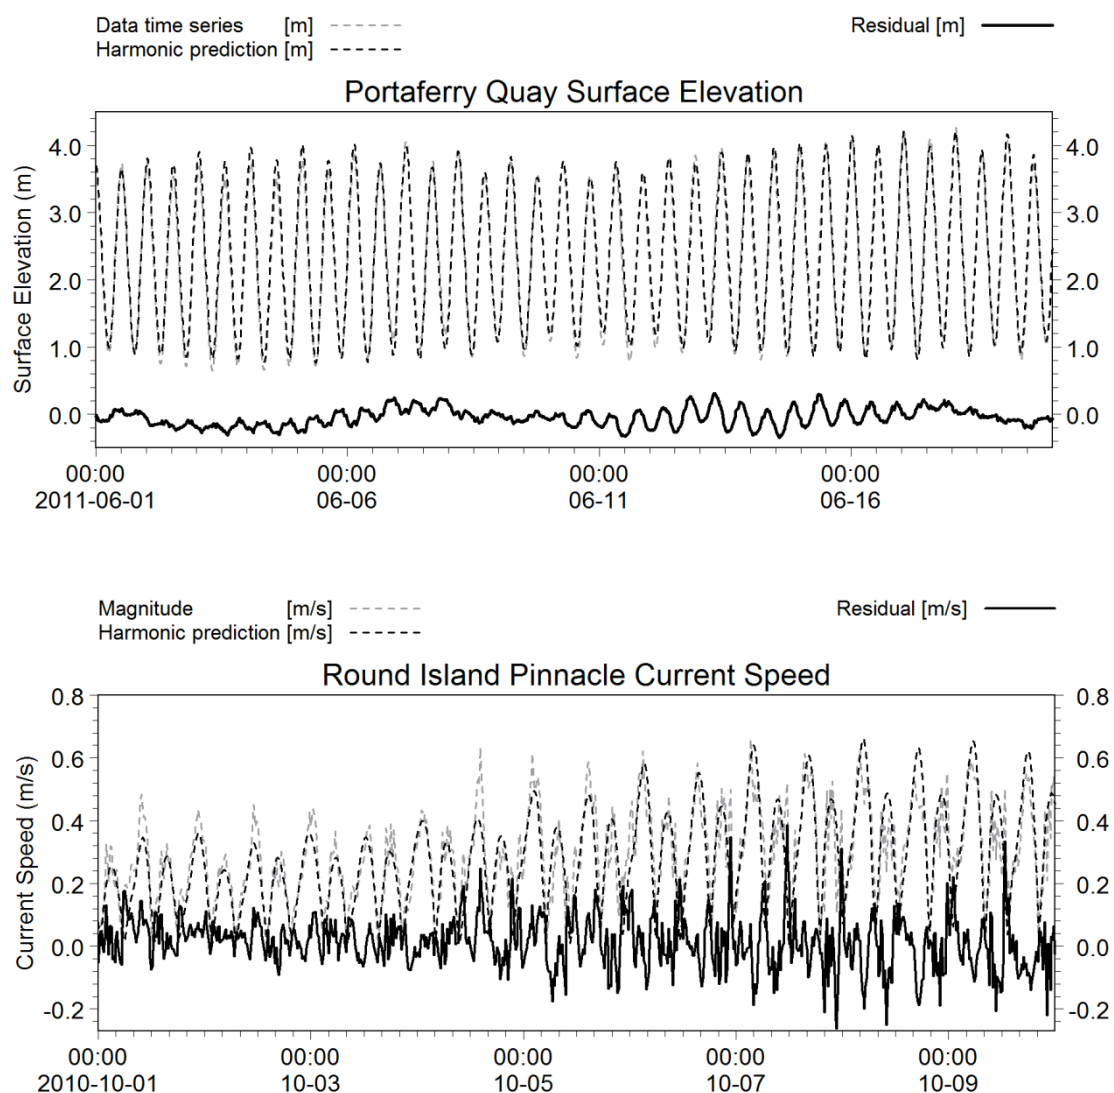 Data time series [m]
Residual [m]
Harmonic prediction [m]
Portaferry Quay Surface Elevation
Surface Elevation (m)
4.0 4.0
3.0 3.0
2.0 2.0
1.0 1.0
0.0 0.0
00:00 00:00 00:00 00:00
2011-06-01 06-06 06-11 06-16
Magnitude [m/s]
Residual [m/s]
Harmonic prediction [m/s]
Round Island Pinnacle Current Speed
Current Speed (m/s)
0.8 0.8
0.6 0.6
0.4 0.4
0.2 0.2
0.0 0.0
-0.2 -0.2
00:00 00:00 00:00 00:00 00:00
2010-10-01 10-03 10-05 10-07 10-09